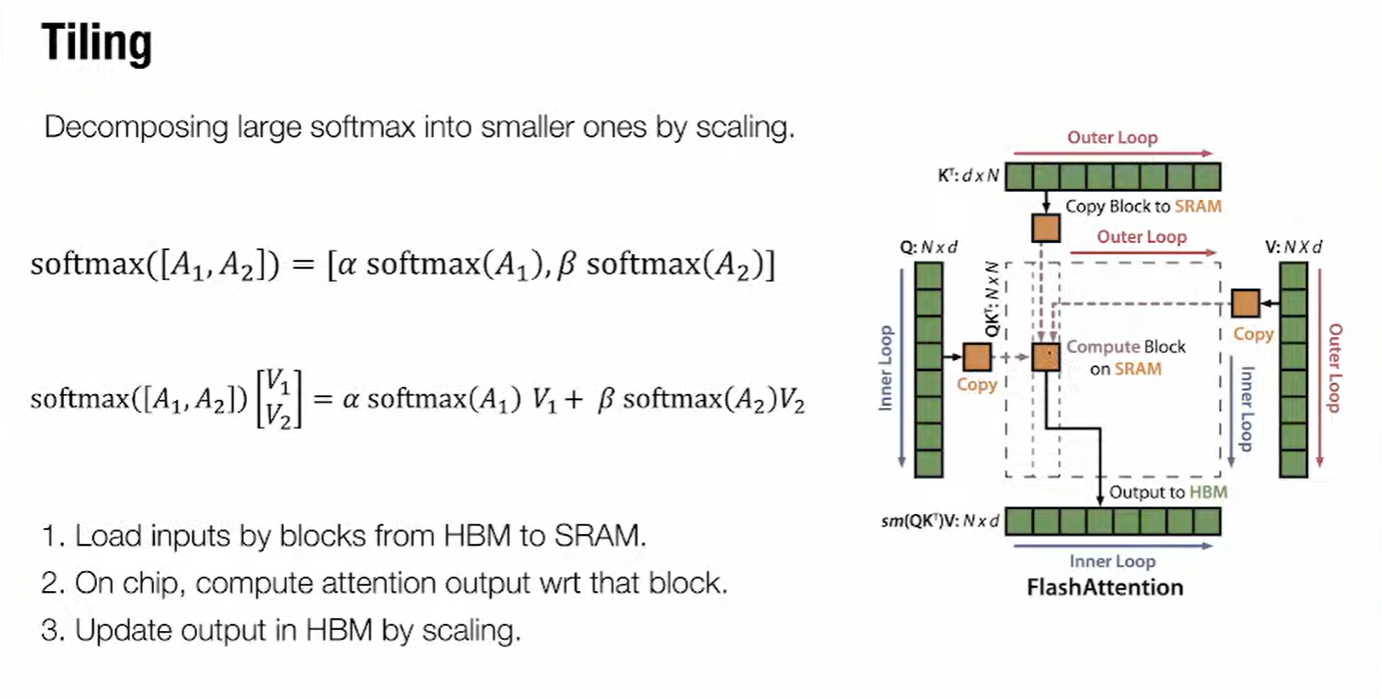 Tiling
Decomposing large softmax into smaller ones by scaling.
softmax([A₁, A₂]) = [α softmax(A₁), β softmax(A₂)]
softmax([A₁, A₂]) [V₁ V₂] = α softmax(A₁) V₁ + β softmax(A₂)V₂
1. Load inputs by blocks from HBM to SRAM.
2. On chip, compute attention output wrt that block.
3. Update output in HBM by scaling.
Outer Loop
Kᵀ: d x N
Copy Block to SRAM
Outer Loop
Q: N x d
V: N X d
QKᵀ: N x N
Copy
Compute Block
on SRAM
Copy
Inner Loop
Inner Loop
Outer Loop
Output to HBM
sm(QKᵀ)V: N x d
Inner Loop
FlashAttention